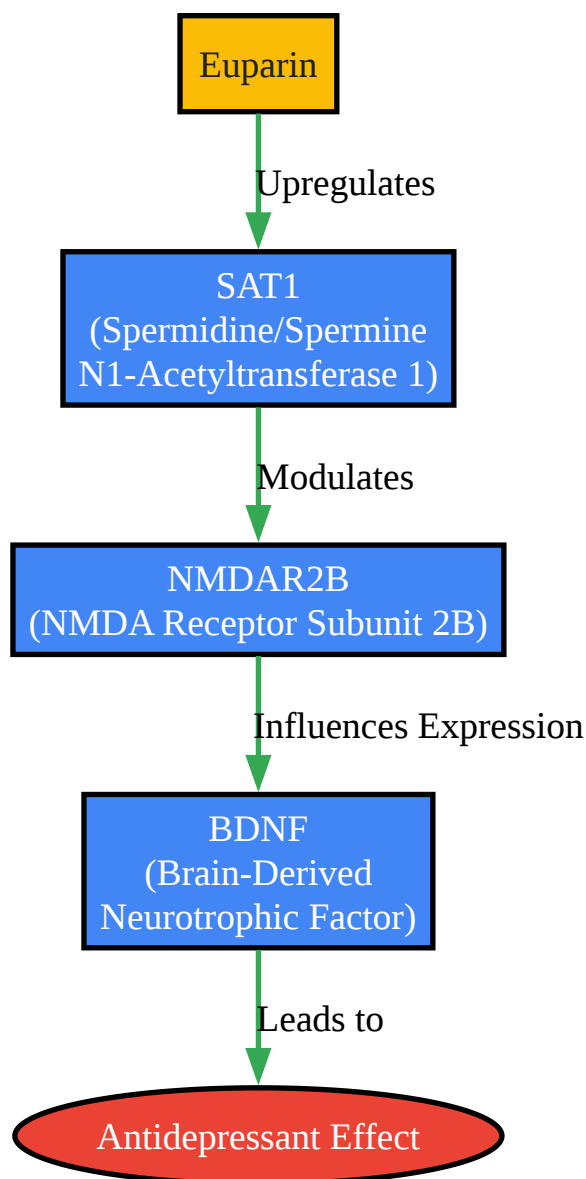 Euparin
Upregulates
SAT1
(Spermidine/Spermine
N1-Acetyltransferase 1)
Modulates
NMDAR2B
(NMDA Receptor Subunit 2B)
Influences Expression
BDNF
(Brain-Derived
Neurotrophic Factor)
Leads to
Antidepressant Effect